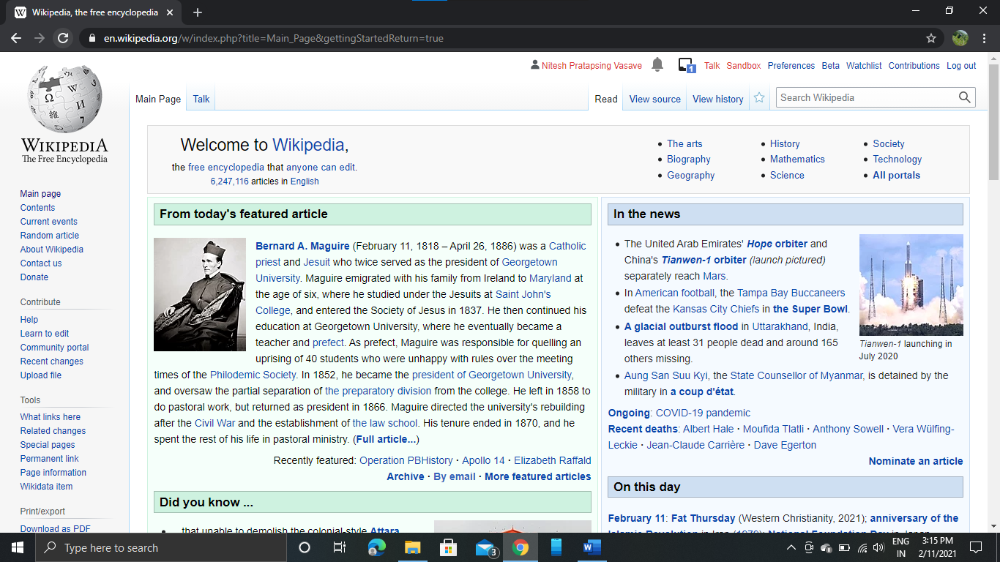 Wikipedia, the free encyclopedia
en.wikipedia.org/w/index.php?title=Main_Page&gettingStartedReturn=true
Nitesh Pratapsing Vasave 1 Talk Sandbox Preferences Beta Watchlist Contributions Log out
Main Page Talk Read View source View history Search Wikipedia
WIKIPEDIA
The Free Encyclopedia
Main page
Contents
Current events
Random article
About Wikipedia
Contact us
Donate
Contribute
Help
Learn to edit
Community portal
Recent changes
Upload file
Tools
What links here
Related changes
Special pages
Permanent link
Page information
Wikidata item
Print/export
Download as PDF
Welcome to Wikipedia,
the free encyclopedia that anyone can edit.
6,247,116 articles in English
The arts
Biography
Geography
History
Mathematics
Science
Society
Technology
All portals
From today's featured article
Bernard A. Maguire (February 11, 1818 – April 26, 1886) was a Catholic
priest and Jesuit who twice served as the president of Georgetown
University. Maguire emigrated with his family from Ireland to Maryland at
the age of six, where he studied under the Jesuits at Saint John's
College, and entered the Society of Jesus in 1837. He then continued his
education at Georgetown University, where he eventually became a
teacher and prefect. As prefect, Maguire was responsible for quelling an
uprising of 40 students who were unhappy with rules over the meeting
times of the Philodemic Society. In 1852, he became the president of Georgetown University,
and oversaw the partial separation of the preparatory division from the college. He left in 1858 to
do pastoral work, but returned as president in 1866. Maguire directed the university's rebuilding
after the Civil War and the establishment of the law school. His tenure ended in 1870, and he
spent the rest of his life in pastoral ministry. (Full article...)
Recently featured: Operation PBHistory · Apollo 14 · Elizabeth Raffald
Archive · By email · More featured articles
Did you know ...
... that unable to demolish the colonial-style Attara
In the news
The United Arab Emirates' Hope orbiter and
China's Tianwen-1 orbiter (launch pictured)
separately reach Mars.
In American football, the Tampa Bay Buccaneers
defeat the Kansas City Chiefs in the Super Bowl.
A glacial outburst flood in Uttarakhand, India,
leaves at least 31 people dead and around 165
others missing.
Aung San Suu Kyi, the State Counsellor of Myanmar, is detained by the
military in a coup d'état.
Tianwen-1 launching in
July 2020
Ongoing: COVID-19 pandemic
Recent deaths: Albert Hale · Moufida Tlatli · Anthony Sowell · Vera Wülfing-
Leckie · Jean-Claude Carrière · Dave Egerton
Nominate an article
On this day
February 11: Fat Thursday (Western Christianity, 2021); anniversary of the
Islamic Revolution in Iran (1979); National Foundation Day in Japan
Type here to search
3
ENG
IN
3:15 PM
2/11/2021